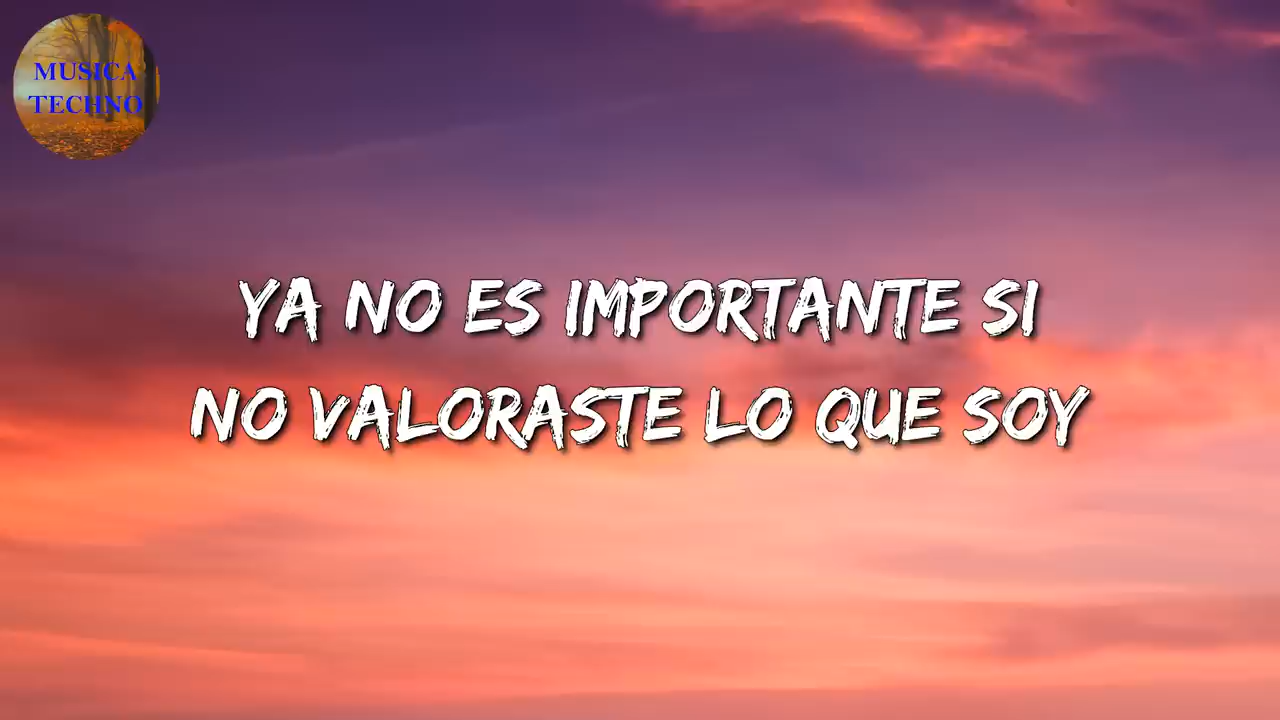 MUSICA
TECHNO
YA NO ES IMPORTANTE SI
NO VALORASTE LO QUE SOY